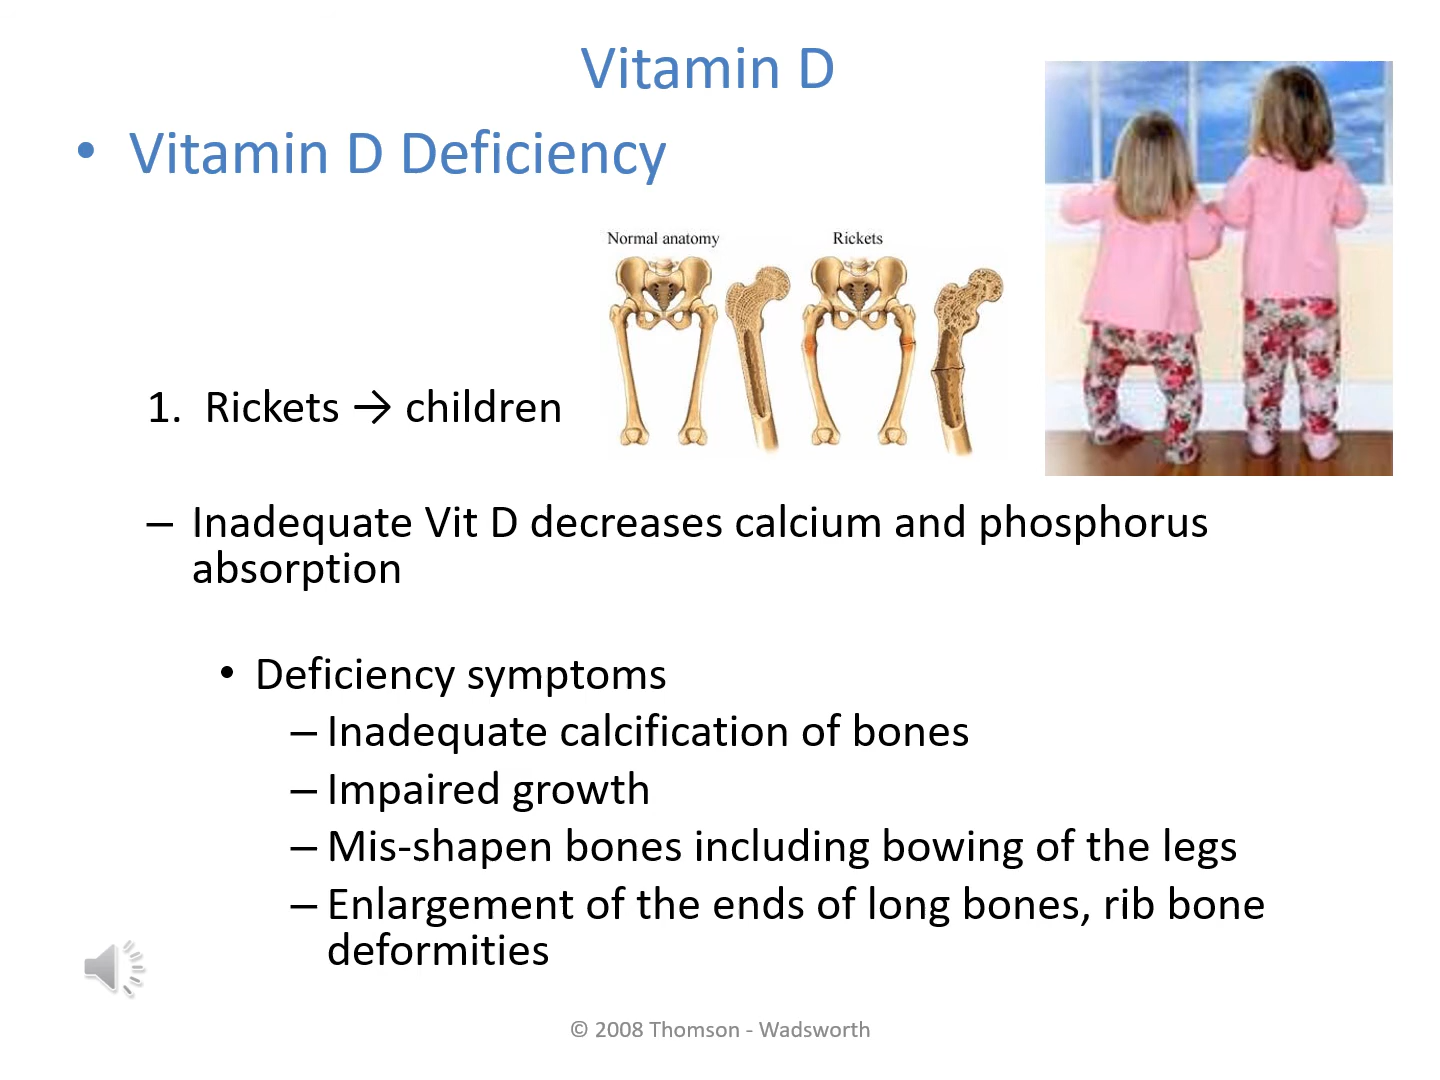 Vitamin D
• Vitamin D Deficiency
Normal anatomy
Rickets
1. Rickets → children
– Inadequate Vit D decreases calcium and phosphorus
absorption
• Deficiency symptoms
– Inadequate calcification of bones
– Impaired growth
– Mis-shapen bones including bowing of the legs
– Enlargement of the ends of long bones, rib bone
deformities
© 2008 Thomson - Wadsworth